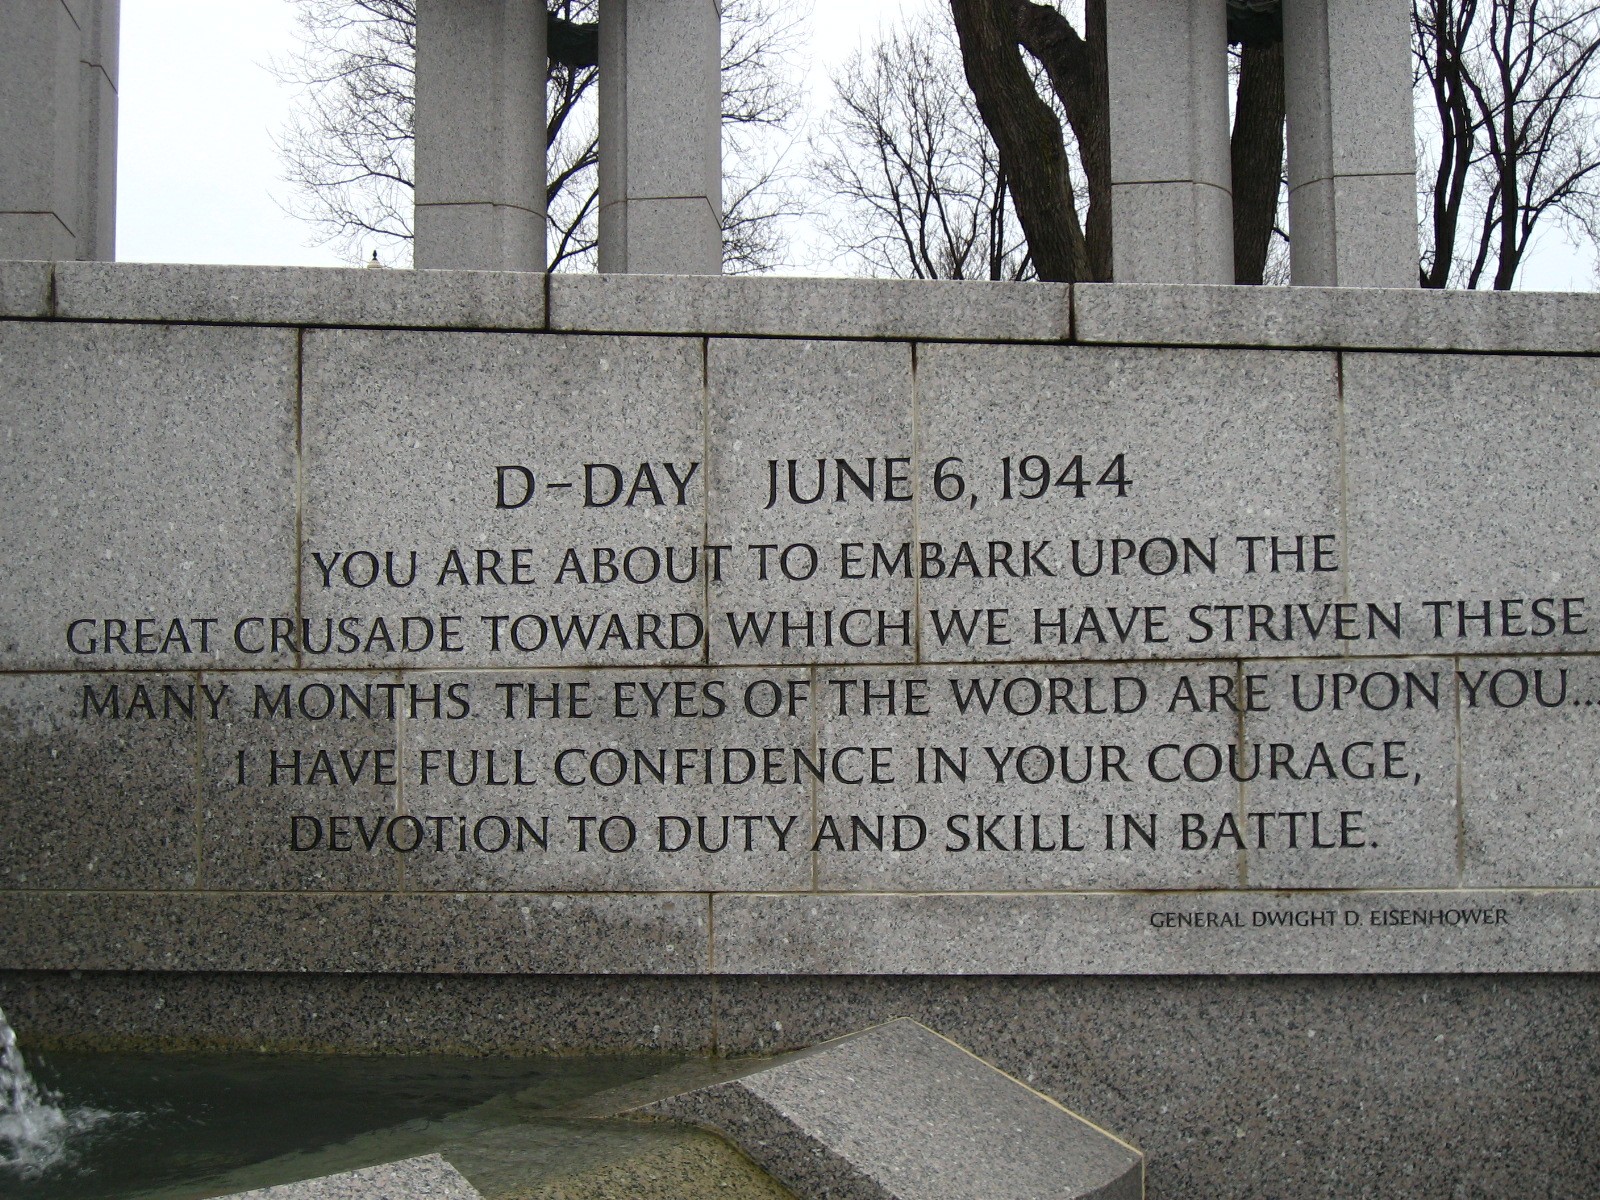 D-DAY JUNE 6, 1944
YOU ARE ABOUT TO EMBARK UPON THE
GREAT CRUSADE TOWARD WHICH WE HAVE STRIVEN THESE
MANY MONTHS. THE EYES OF THE WORLD ARE UPON YOU...
I HAVE FULL CONFIDENCE IN YOUR COURAGE,
DEVOTiON TO DUTY AND SKILL IN BATTLE.
GENERAL DWIGHT D. EISENHOWER